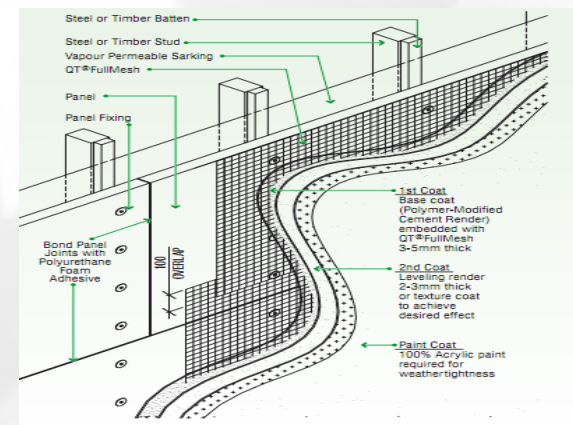 Steel or Timber Batten
Steel or Timber Stud
Vapour Permeable Sarking
QT®FullMesh
Panel
Panel Fixing
Bond Panel
Joints with
Polyurethane
Foam
Adhesive
100
OVERLAP
1st Coat
Base coat
(Polymer-Modified
Cement Render)
embedded with
QT®FullMesh
3-5mm thick
2nd Coat
Leveling render
2-3mm thick
or texture coat
to achieve
desired effect
Paint Coat
100% Acrylic paint
required for
weathertightness